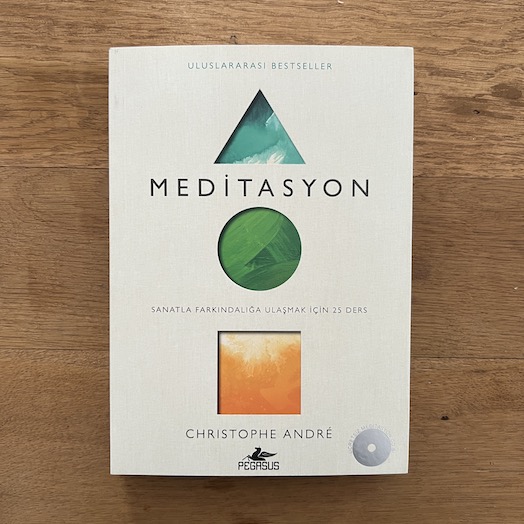 ULUSLARARASI BESTSELLER
MEDİTASYON
SANATLA FARKINDALIĞA ULAŞMAK İÇİN 25 DERS
CHRISTOPHE ANDRÉ
PEGASUS